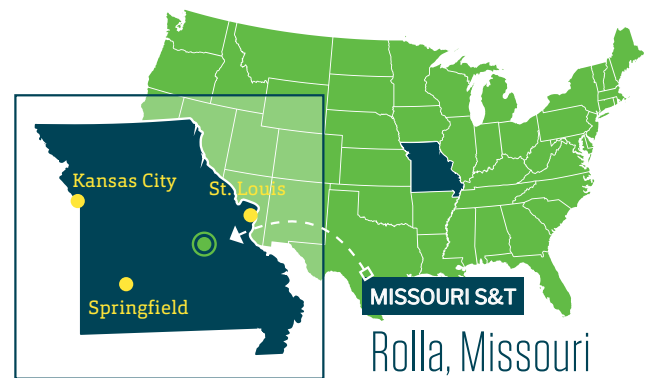 Kansas City
St. Louis
Springfield
MISSOURI S&T
Rolla, Missouri